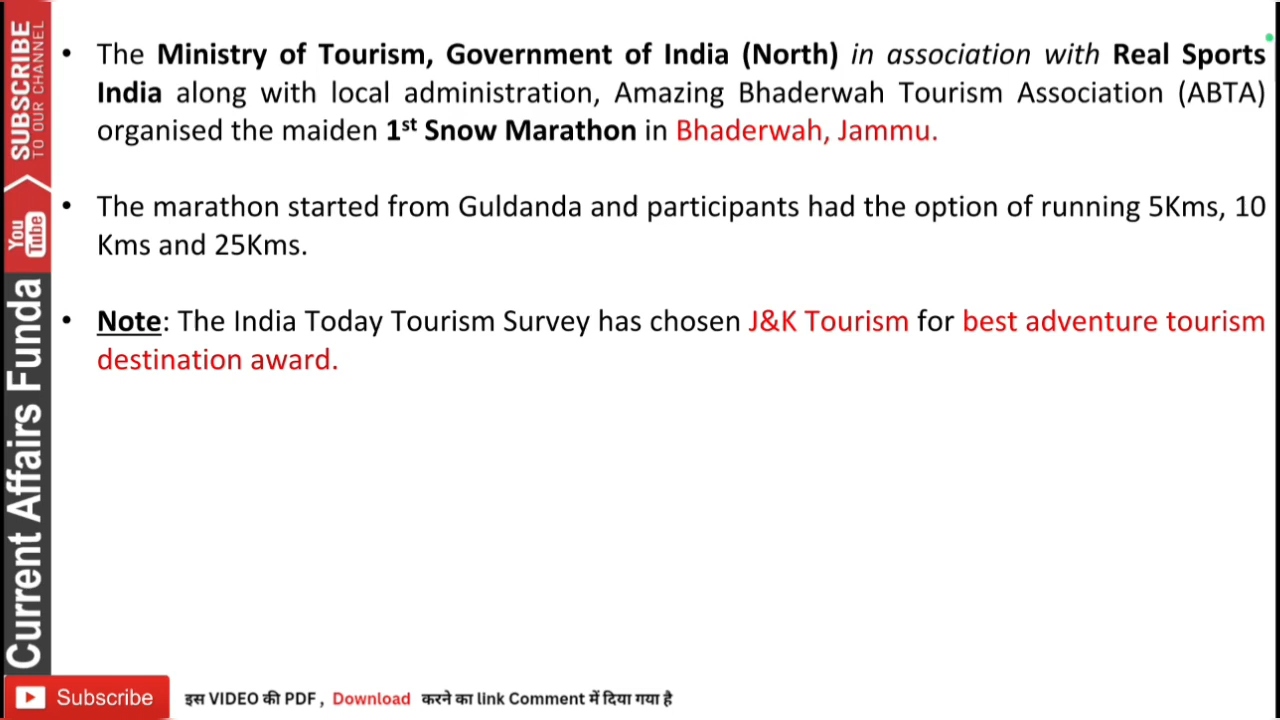 • The Ministry of Tourism, Government of India (North) in association with Real Sports
India along with local administration, Amazing Bhaderwah Tourism Association (ABTA)
organised the maiden 1st Snow Marathon in Bhaderwah, Jammu.
• The marathon started from Guldanda and participants had the option of running 5Kms, 10
Kms and 25Kms.
• Note: The India Today Tourism Survey has chosen J&K Tourism for best adventure tourism
destination award.
SUBSCRIBE
TO OUR CHANNEL
You
Tube
Current Affairs Funda
Subscribe
इस VIDEO की PDF , Download करने का link Comment में दिया गया है